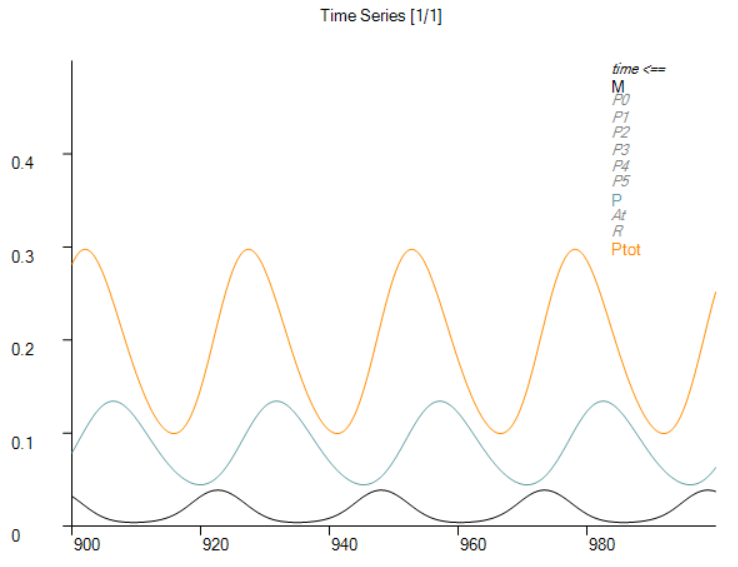 Time Series [1/1]
time <==
M
P0
P1
P2
P3
P4
P5
P
At
R
Ptot
0.4
0.3
0.2
0.1
0
900 920 940 960 980